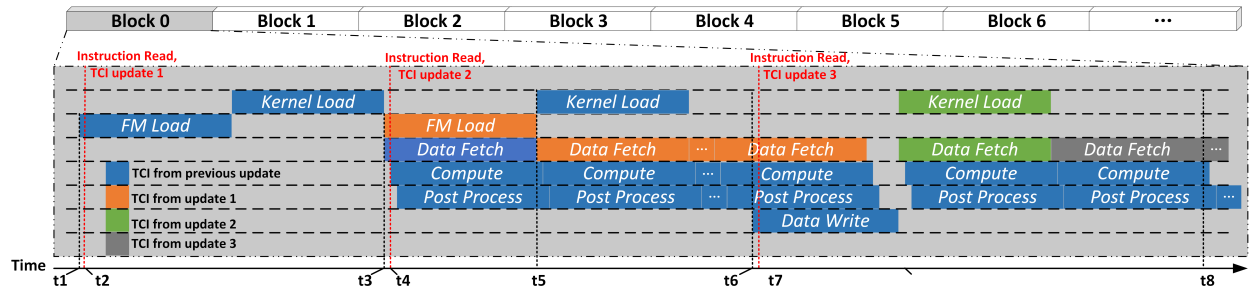 Block 0 Block 1 Block 2 Block 3 Block 4 Block 5 Block 6 ...
Instruction Read, Instruction Read, Instruction Read,
TCI update 1 TCI update 2 TCI update 3
Kernel Load Kernel Load Kernel Load
FM Load FM Load
Data Fetch Data Fetch ... Data Fetch Data Fetch Data Fetch ...
TCI from previous update Compute Compute ... Compute Compute Compute
TCI from update 1 Post Process Post Process ... Post Process Post Process Post Process ...
TCI from update 2 Data Write
TCI from update 3
Time
t1 t2 t3 t4 t5 t6 t7 t8